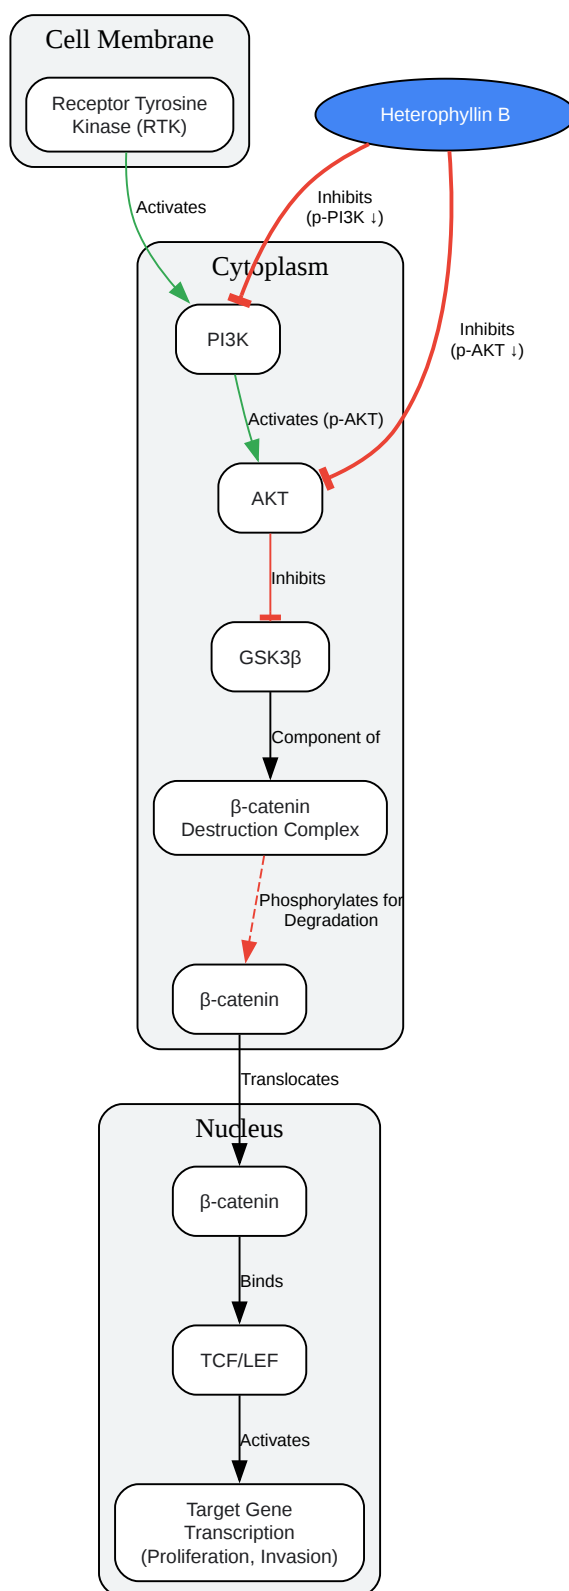 Cell Membrane
Receptor Tyrosine
Kinase (RTK)
Heterophyllin B
Activates
Inhibits
(p-PI3K ↓)
Cytoplasm
PI3K
Inhibits
(p-AKT ↓)
Activates (p-AKT)
AKT
Inhibits
GSK3β
Component of
β-catenin
Destruction Complex
Phosphorylates for
Degradation
β-catenin
Translocates
Nucleus
β-catenin
Binds
TCF/LEF
Activates
Target Gene
Transcription
(Proliferation, Invasion)